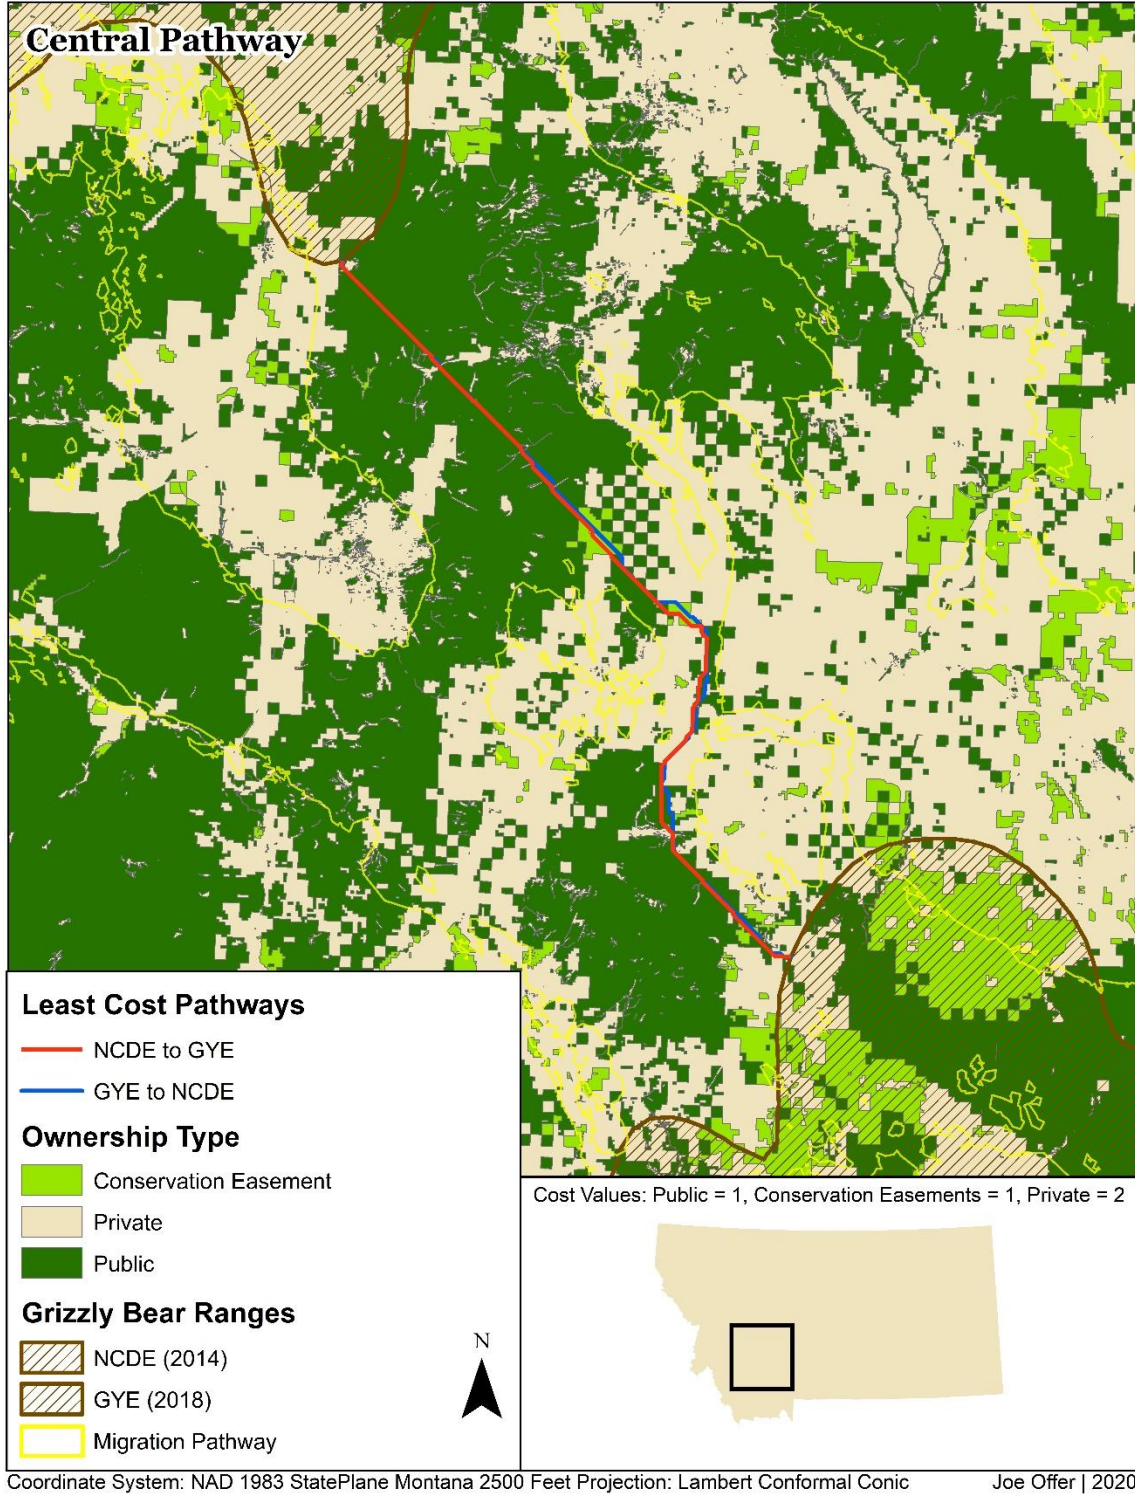 Central Pathway
Least Cost Pathways
NCDE to GYE
GYE to NCDE
Ownership Type
Conservation Easement
Private
Public
Grizzly Bear Ranges
NCDE (2014)
GYE (2018)
Migration Pathway
N
Cost Values: Public = 1, Conservation Easements = 1, Private = 2
Coordinate System: NAD 1983 StatePlane Montana 2500 Feet Projection: Lambert Conformal Conic
Joe Offer | 2020